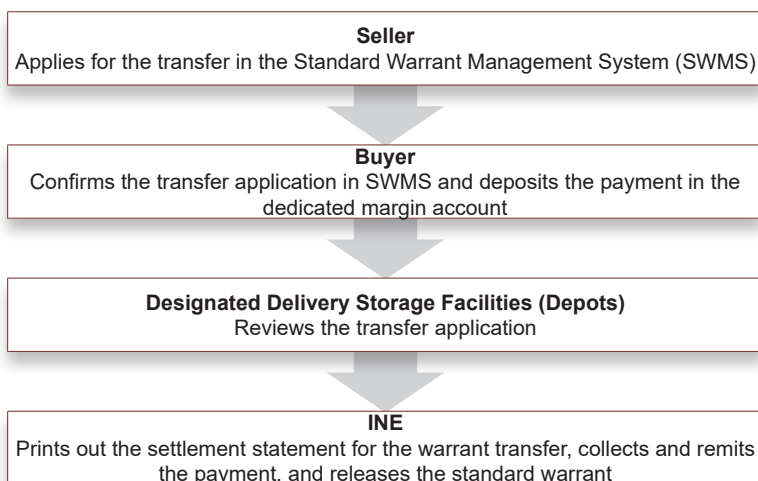 Seller
Applies for the transfer in the Standard Warrant Management System (SWMS)
Buyer
Confirms the transfer application in SWMS and deposits the payment in the
dedicated margin account
Designated Delivery Storage Facilities (Depots)
Reviews the transfer application
INE
Prints out the settlement statement for the warrant transfer, collects and remits
the payment, and releases the standard warrant